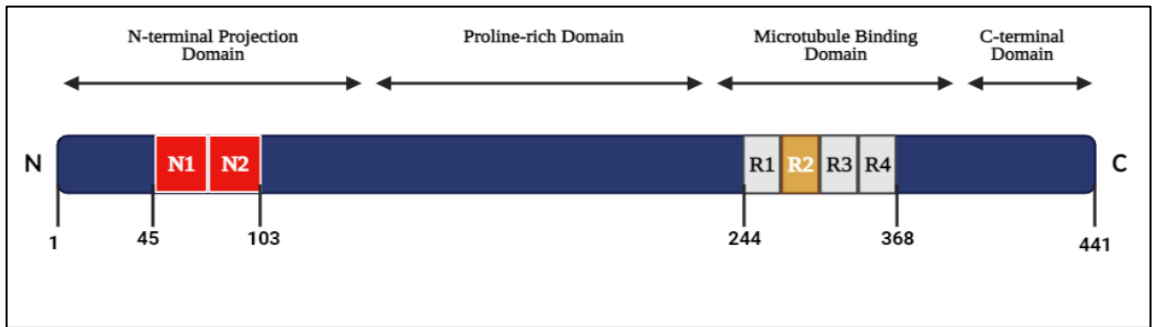 N-terminal Projection
Domain
Proline-rich Domain
Microtubule Binding
Domain
C-terminal
Domain
N
N1
N2
R1
R2
R3
R4
C
1
45
103
244
368
441